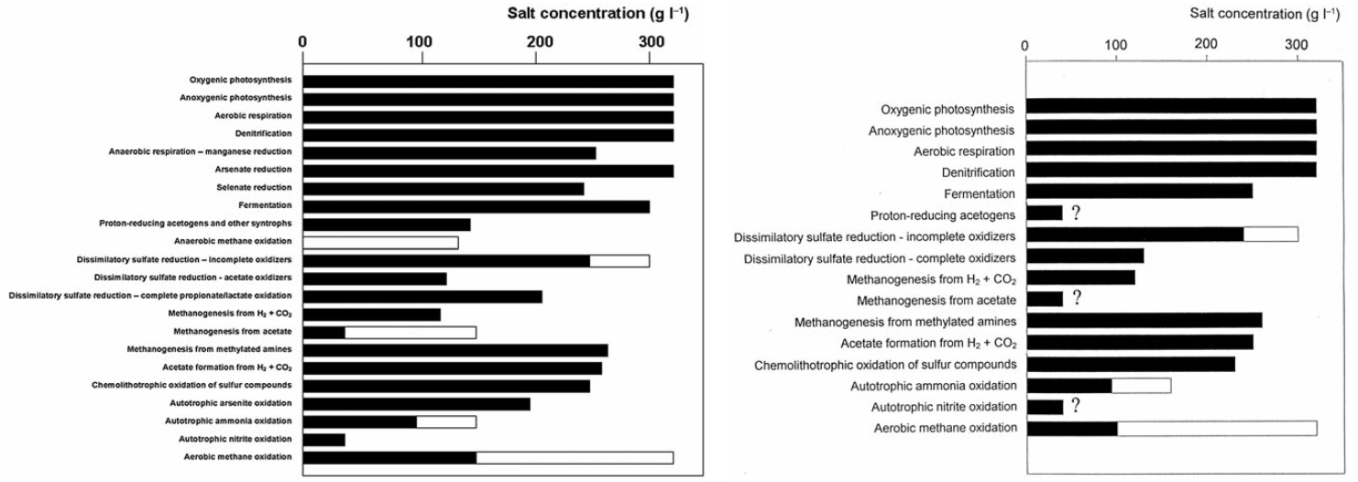 Salt concentration (g l⁻¹)
0 100 200 300
Oxygenic photosynthesis
Anoxygenic photosynthesis
Aerobic respiration
Denitrification
Anaerobic respiration – manganese reduction
Arsenate reduction
Selenate reduction
Fermentation
Proton-reducing acetogens and other syntrophs
Anaerobic methane oxidation
Dissimilatory sulfate reduction – incomplete oxidizers
Dissimilatory sulfate reduction - acetate oxidizers
Dissimilatory sulfate reduction – complete propionate/lactate oxidation
Methanogenesis from H₂ + CO₂
Methanogenesis from acetate
Methanogenesis from methylated amines
Acetate formation from H₂ + CO₂
Chemolithotrophic oxidation of sulfur compounds
Autotrophic arsenite oxidation
Autotrophic ammonia oxidation
Autotrophic nitrite oxidation
Aerobic methane oxidation
Salt concentration (g l⁻¹)
0 100 200 300
Oxygenic photosynthesis
Anoxygenic photosynthesis
Aerobic respiration
Denitrification
Fermentation
Proton-reducing acetogens ?
Dissimilatory sulfate reduction - incomplete oxidizers
Dissimilatory sulfate reduction - complete oxidizers
Methanogenesis from H₂ + CO₂
Methanogenesis from acetate ?
Methanogenesis from methylated amines
Acetate formation from H₂ + CO₂
Chemolithotrophic oxidation of sulfur compounds
Autotrophic ammonia oxidation
Autotrophic nitrite oxidation ?
Aerobic methane oxidation